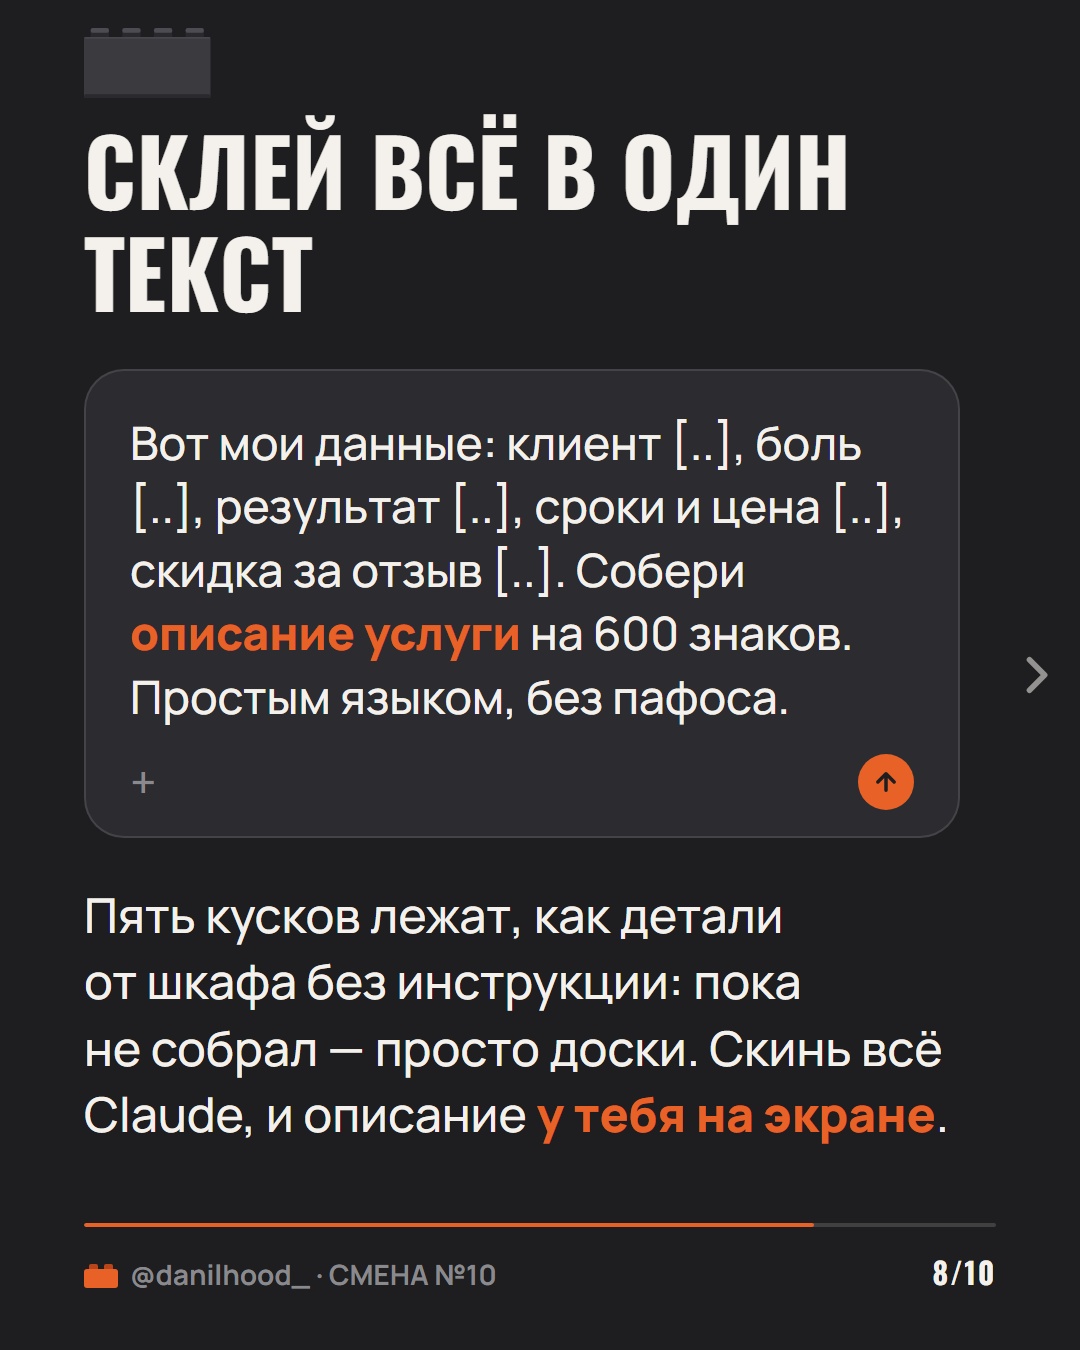 СКЛЕЙ ВСЁ В ОДИН
ТЕКСТ
Вот мои данные: клиент [..], боль
[..], результат [..], сроки и цена [..],
скидка за отзыв [..]. Собери
описание услуги на 600 знаков.
Простым языком, без пафоса.
+
Пять кусков лежат, как детали
от шкафа без инструкции: пока
не собрал — просто доски. Скинь всё
Claude, и описание у тебя на экране.
@danilhood_ · СМЕНА №10
8/10